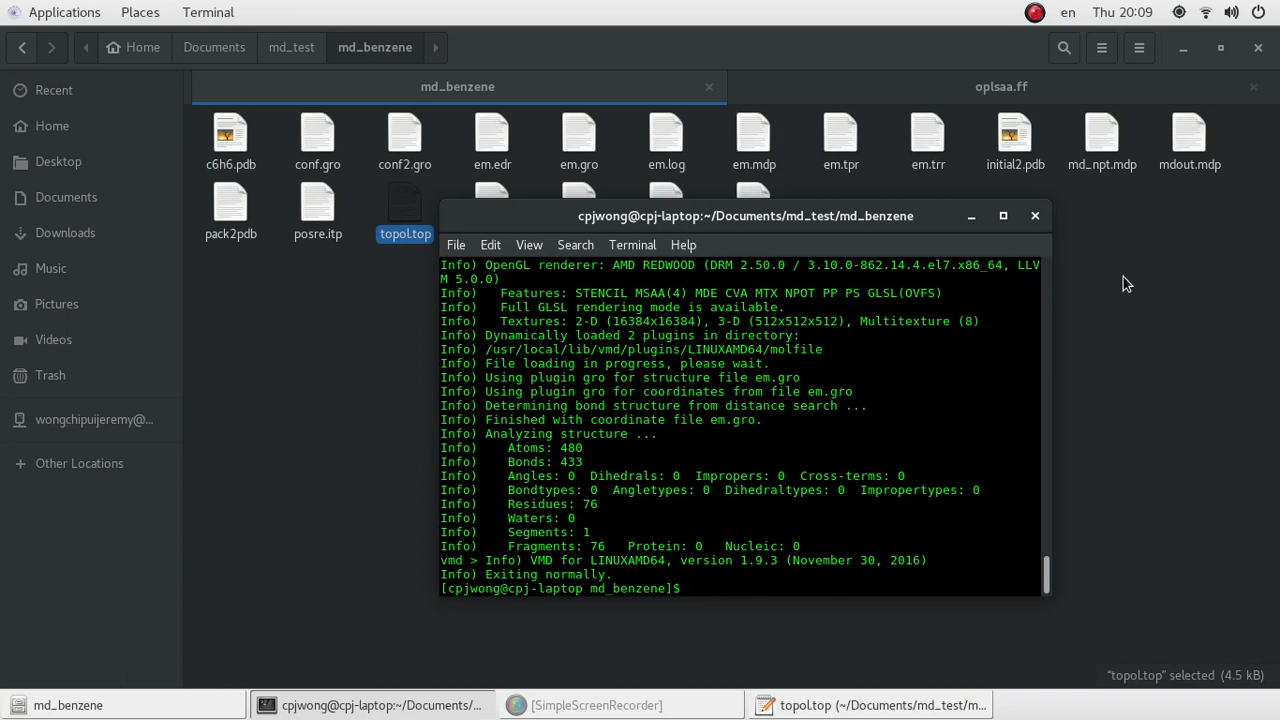 Applications Places Terminal en Thu 20:09
Home Documents md_test md_benzene
md_benzene oplsaa.ff
Recent
Home
Desktop
Documents
Downloads
Music
Pictures
Videos
Trash
wongchipuijeremy@...
Other Locations
c6h6.pdb conf.gro conf2.gro em.edr em.gro em.log em.mdp em.tpr em.trr initial2.pdb md_npt.mdp mdout.mdp
pack2pdb posre.itp topol.top
cpjwong@cpj-laptop:~/Documents/md_test/md_benzene
File Edit View Search Terminal Help
Info) OpenGL renderer: AMD REDWOOD (DRM 2.50.0 / 3.10.0-862.14.4.el7.x86_64, LLV
M 5.0.0)
Info)   Features: STENCIL MSAA(4) MDE CVA MTX NPOT PP PS GLSL(OVFS)
Info)   Full GLSL rendering mode is available.
Info)   Textures: 2-D (16384x16384), 3-D (512x512x512), Multitexture (8)
Info) Dynamically loaded 2 plugins in directory:
Info) /usr/local/lib/vmd/plugins/LINUXAMD64/molfile
Info) File loading in progress, please wait.
Info) Using plugin gro for structure file em.gro
Info) Using plugin gro for coordinates from file em.gro
Info) Determining bond structure from distance search ...
Info) Finished with coordinate file em.gro.
Info) Analyzing structure ...
Info)    Atoms: 480
Info)    Bonds: 433
Info)    Angles: 0  Dihedrals: 0  Impropers: 0  Cross-terms: 0
Info)    Bondtypes: 0  Angletypes: 0  Dihedraltypes: 0  Impropertypes: 0
Info)    Residues: 76
Info)    Waters: 0
Info)    Segments: 1
Info)    Fragments: 76   Protein: 0   Nucleic: 0
vmd > Info) VMD for LINUXAMD64, version 1.9.3 (November 30, 2016)
Info) Exiting normally.
[cpjwong@cpj-laptop md_benzene]$
"topol.top" selected (4.5 kB)
md_benzene cpjwong@cpj-laptop:~/Documents/... [SimpleScreenRecorder] topol.top (~/Documents/md_test/m...